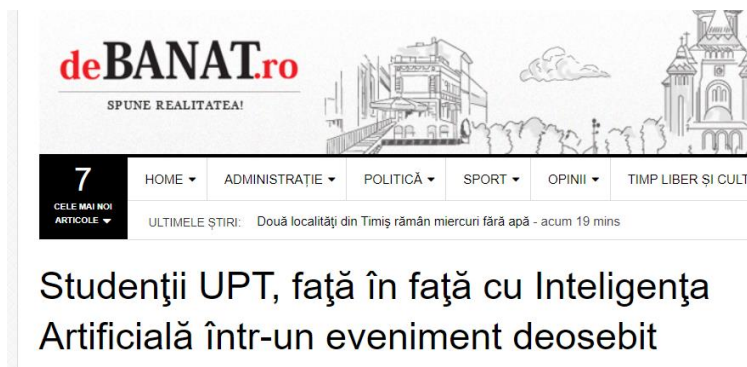 deBANAT.ro
SPUNE REALITATEA!
7
CELE MAI NOI
ARTICOLE
HOME ADMINISTRAȚIE POLITICĂ SPORT OPINII TIMP LIBER ȘI CULT
ULTIMELE ȘTIRI: Două localități din Timiș rămân miercuri fără apă - acum 19 mins
Studenţii UPT, faţă în faţă cu Inteligenţa
Artificială într-un eveniment deosebit